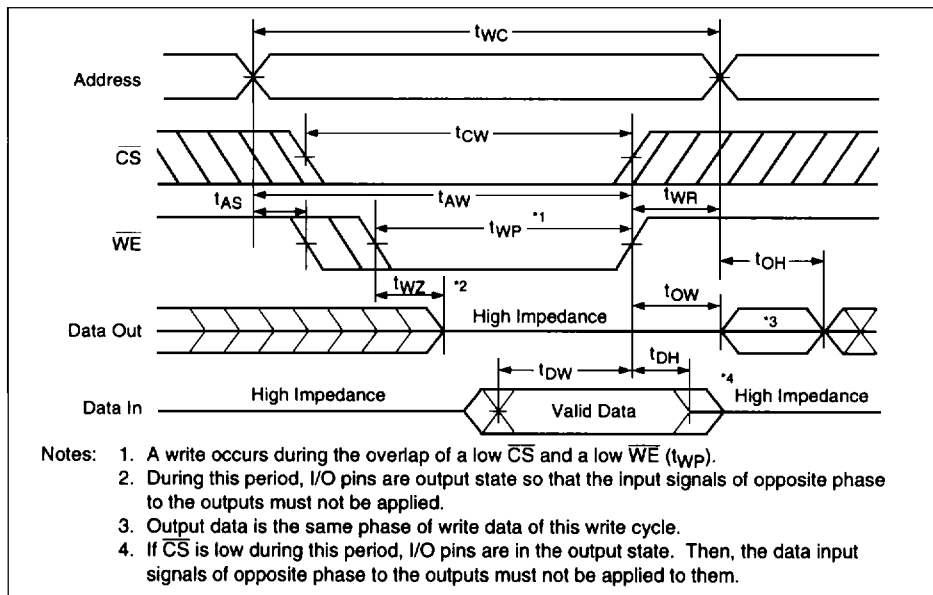 tWC
Address
tCW
CS
tAS
tAW
tWR
WE
tWP *1
tOH
tWZ *2
tOW
Data Out
High Impedance
*3
tDW
tDH
*4
Data In
High Impedance
Valid Data
High Impedance
Notes: 1. A write occurs during the overlap of a low C̅S̅ and a low W̅E̅ (tWP).
2. During this period, I/O pins are output state so that the input signals of opposite phase
to the outputs must not be applied.
3. Output data is the same phase of write data of this write cycle.
4. If C̅S̅ is low during this period, I/O pins are in the output state. Then, the data input
signals of opposite phase to the outputs must not be applied to them.